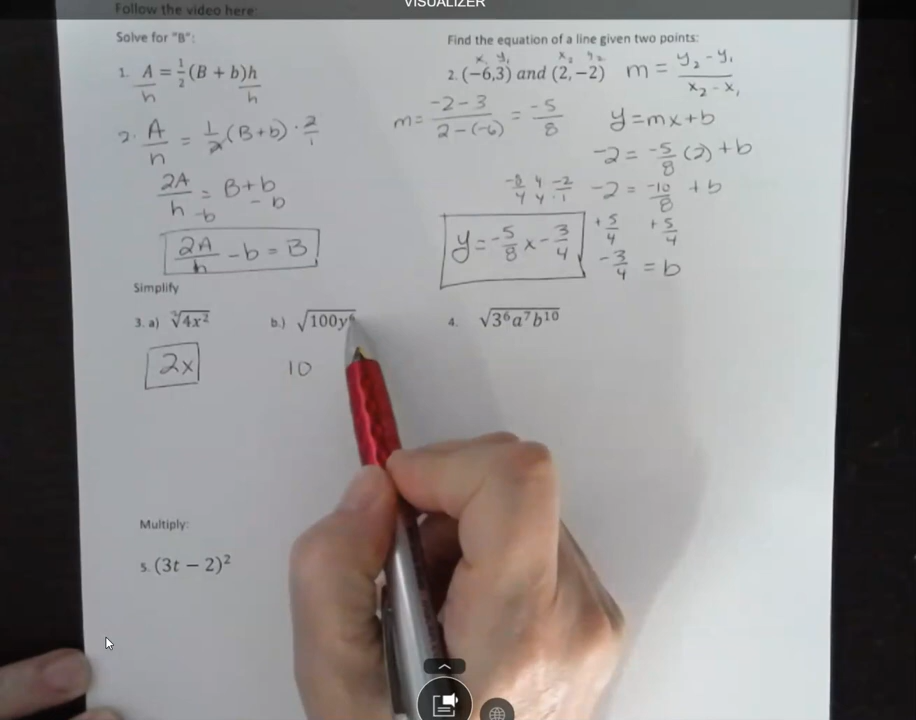 VISUALIZER
Follow the video here:
Solve for "B":
1. A = 1/2 (B + b)h
h h
2. A/h = 1/2 (B+b) · 2/1
2A/h = B+b
-b -b
2A/h - b = B
Find the equation of a line given two points:
x₁ y₁ x₂ y₂
2. (−6,3) and (2,−2) m = y₂-y₁/x₂-x₁
m = -2-3/2-(-6) = -5/8
y=mx+b
-2 = -5/8 (2) +b
-2 = -10/8 + b
+5/4 +5/4
-3/4 = b
y = -5/8 x - 3/4
Simplify
3. a) √4x²
2x
b.) √100y⁶
10
4. √3⁶a⁷b¹⁰
Multiply:
5. (3t − 2)²